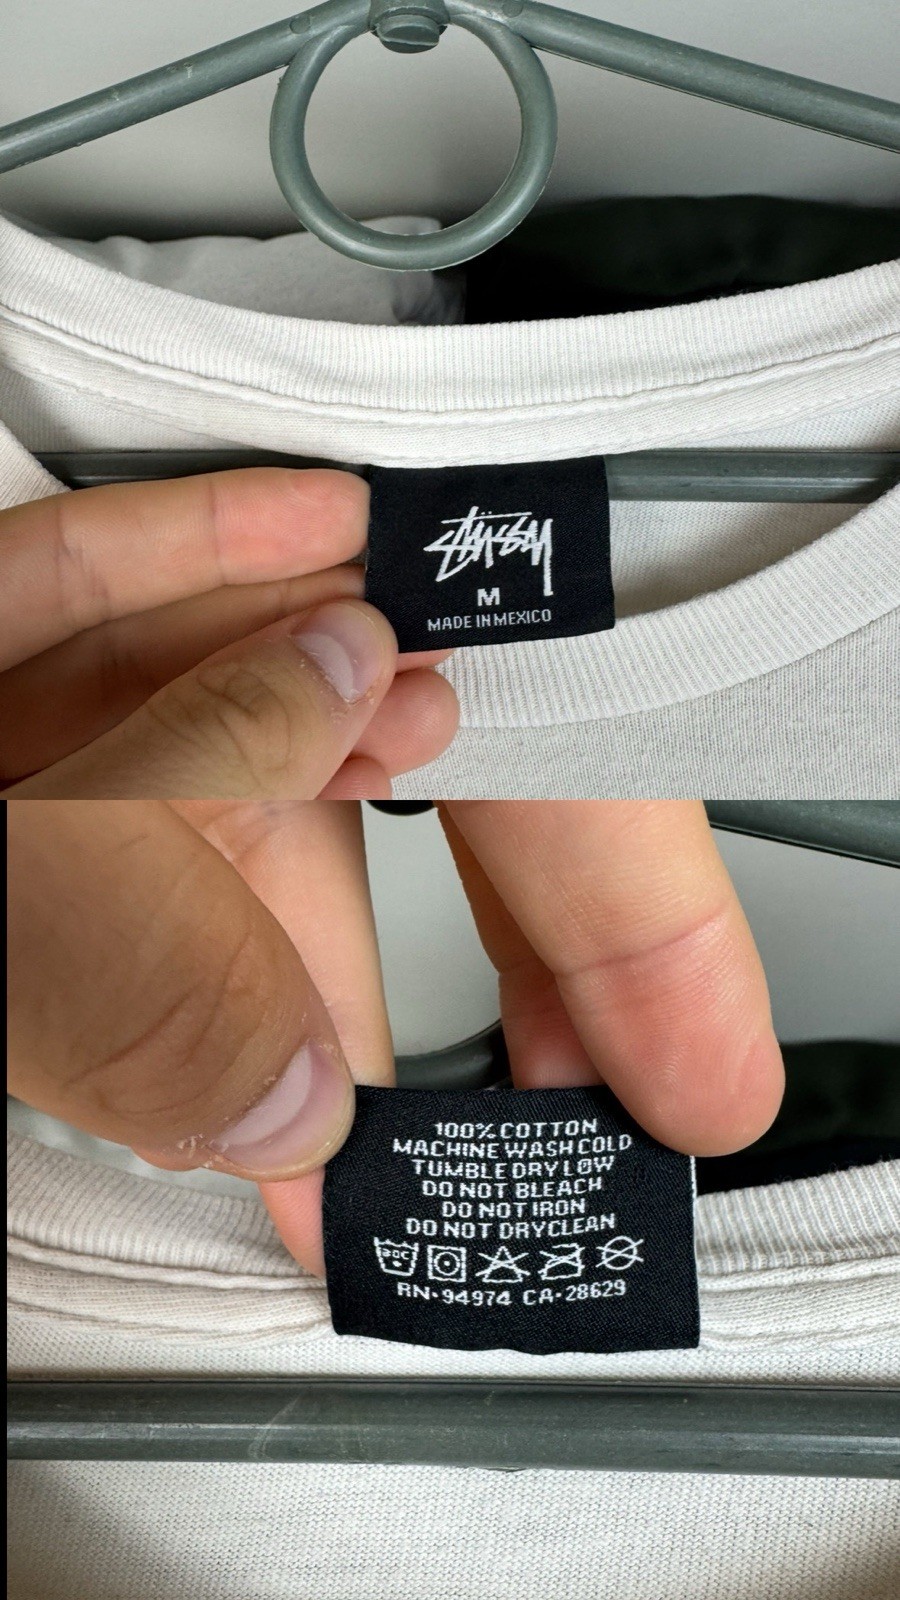 STÜSSY
M
MADE IN MEXICO
100% COTTON
MACHINE WASH COLD
TUMBLE DRY LOW
DO NOT BLEACH
DO NOT IRON
DO NOT DRYCLEAN
30C
RN·94974 CA·28629